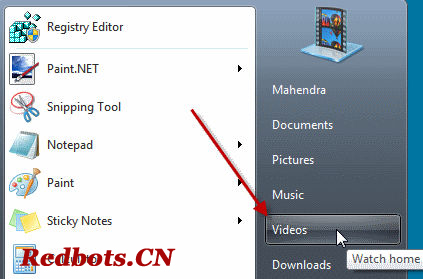 Registry Editor
Paint.NET
Snipping Tool
Notepad
Paint
Sticky Notes
Redbots.CN
Mahendra
Documents
Pictures
Music
Videos
Watch home
Downloads